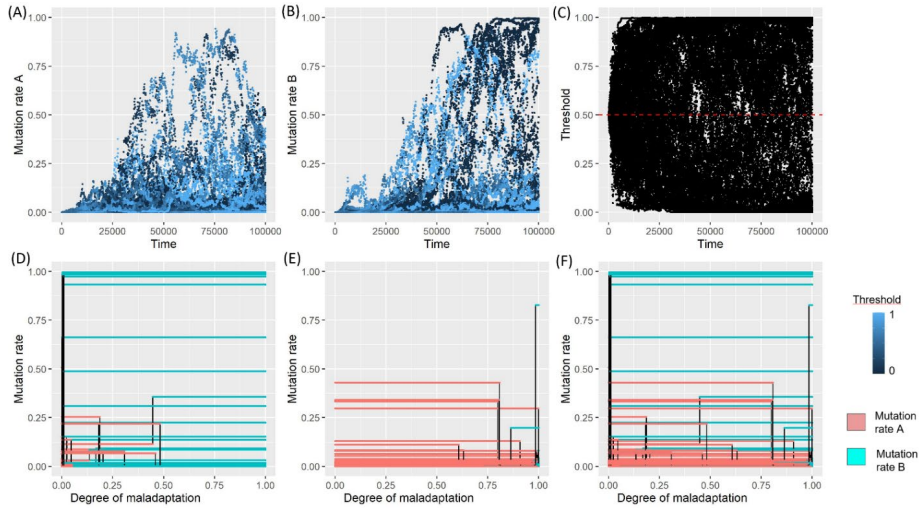 (A)
Mutation rate A
1.00
0.75
0.50
0.25
0.00
0
25000
50000
75000
100000
Time
(B)
Mutation rate B
1.00
0.75
0.50
0.25
0.00
0
25000
50000
75000
100000
Time
(C)
Threshold
1.00
0.75
0.50
0.25
0.00
0
25000
50000
75000
100000
Time
(D)
Mutation rate
1.00
0.75
0.50
0.25
0.00
0.00
0.25
0.50
0.75
1.00
Degree of maladaptation
(E)
Mutation rate
1.00
0.75
0.50
0.25
0.00
0.00
0.25
0.50
0.75
1.00
Degree of maladaptation
(F)
Mutation rate
1.00
0.75
0.50
0.25
0.00
0.00
0.25
0.50
0.75
1.00
Degree of maladaptation
Threshold
1
0
Mutation
rate A
Mutation
rate B